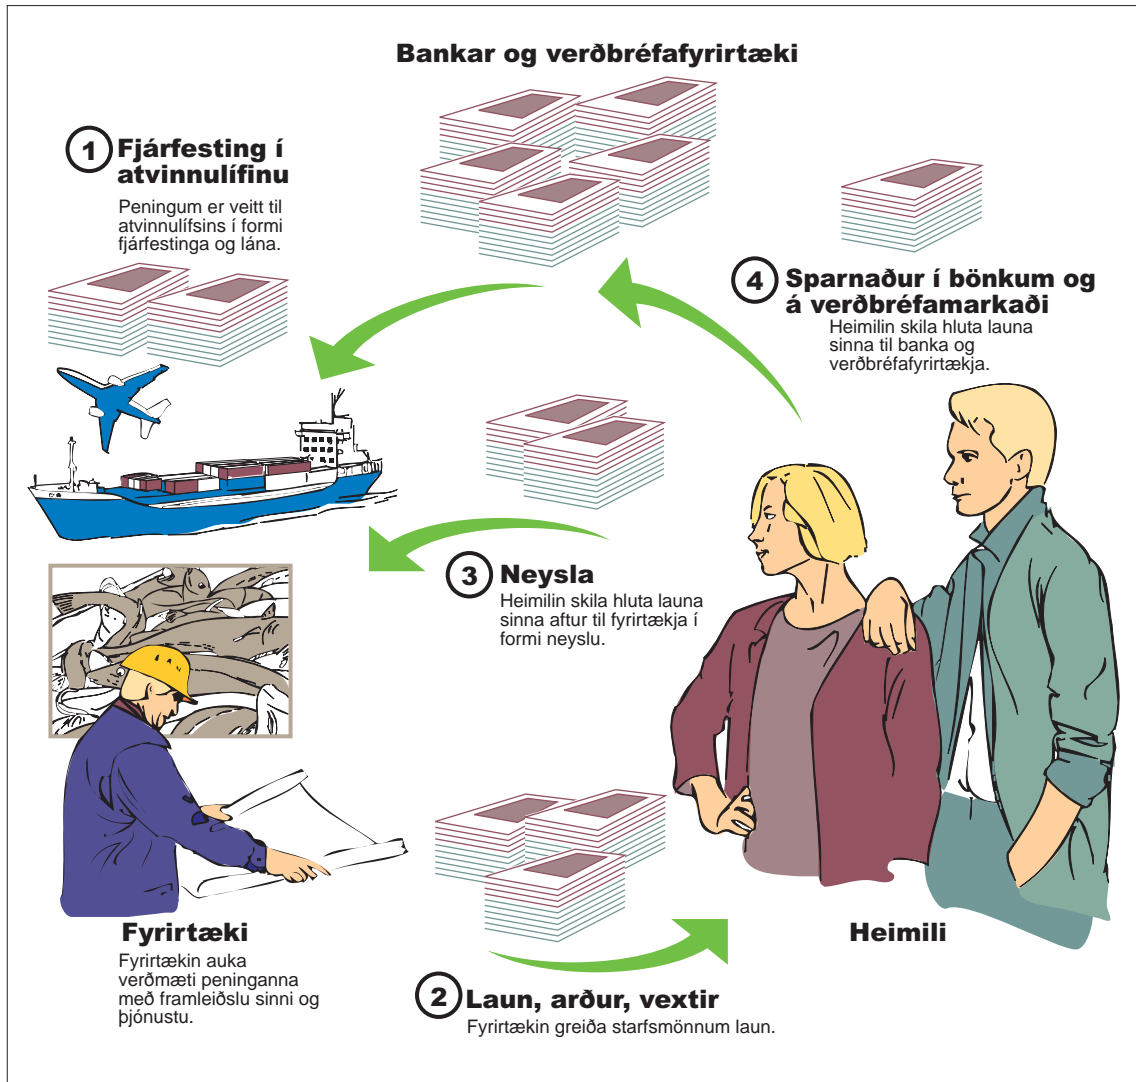 Bankar og verðbréfafyrirtæki
1
Fjárfesting í
atvinnulífinu
Peningum er veitt til
atvinnulífsins í formi
fjárfestinga og lána.
4
Sparnaður í bönkum og
á verðbréfamarkaði
Heimilin skila hluta launa
sinna til banka og
verðbréfafyrirtækja.
3
Neysla
Heimilin skila hluta launa
sinna aftur til fyrirtækja í
formi neyslu.
Fyrirtæki
Fyrirtækin auka
verðmæti peninganna
með framleiðslu sinni og
þjónustu.
Heimili
2
Laun, arður, vextir
Fyrirtækin greiða starfsmönnum laun.